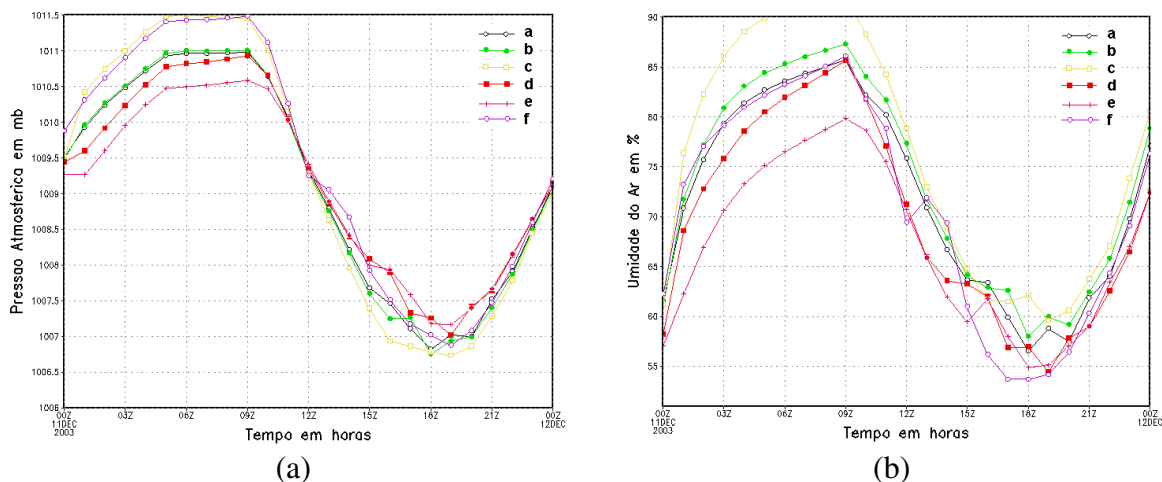 1011.5
1011
1010.5
1010
1009.5
1009
1008.5
1008
1007.5
1007
1006.5
1006
Pressao Atmosferica em mb
a
b
c
d
e
f
00Z 03Z 06Z 09Z 12Z 15Z 18Z 21Z 00Z
11DEC 12DEC
2003
Tempo em horas
(a)
90
85
80
75
70
65
60
55
Umidade do Ar em %
a
b
c
d
e
f
00Z 03Z 06Z 09Z 12Z 15Z 18Z 21Z 00Z
11DEC 12DEC
2003
Tempo em horas
(b)